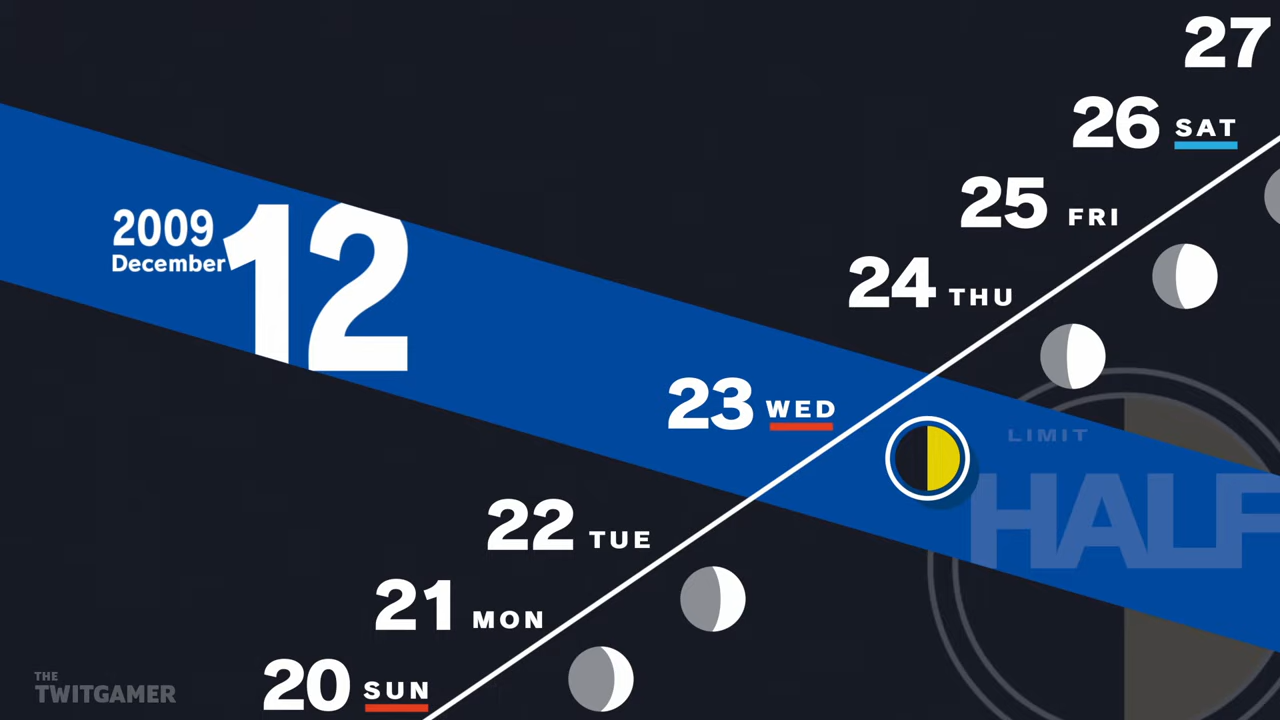 27
26 SAT
25 FRI
24 THU
2009
December
12
23 WED
LIMIT
HALF
22 TUE
21 MON
20 SUN
THE
TWITGAMER